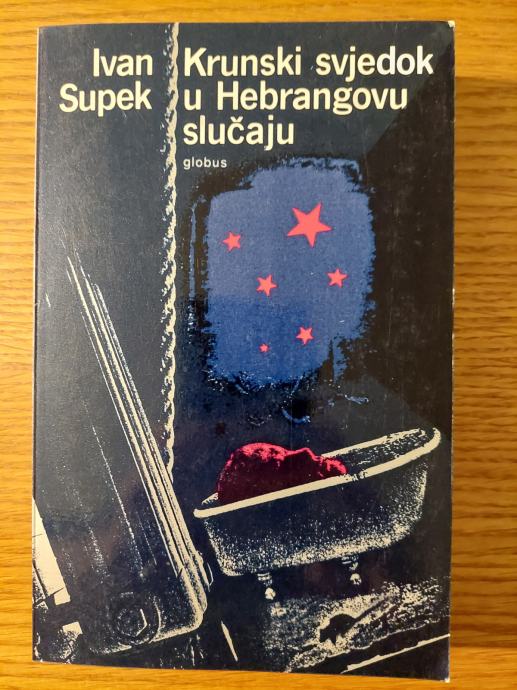 Ivan
Supek
Krunski svjedok
u Hebrangovu
slučaju
globus